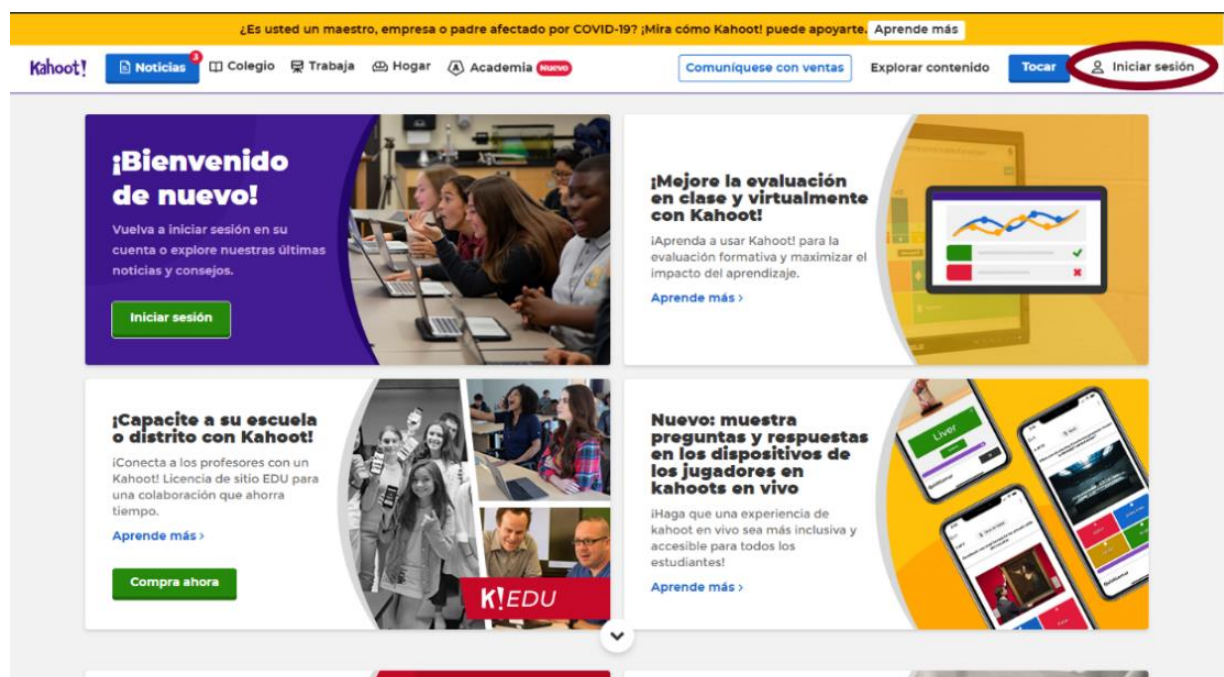 ¿Es usted un maestro, empresa o padre afectado por COVID-19? ¡Mira cómo Kahoot! puede apoyarte. Aprende más
Kahoot! Noticias 3 Colegio Trabaja Hogar Academia Nuevo Comuníquese con ventas Explorar contenido Tocar Iniciar sesión
¡Bienvenido
de nuevo!
Vuelva a iniciar sesión en su
cuenta o explore nuestras últimas
noticias y consejos.
Iniciar sesión
¡Mejore la evaluación
en clase y virtualmente
con Kahoot!
¡Aprenda a usar Kahoot! para la
evaluación formativa y maximizar el
impacto del aprendizaje.
Aprende más ›
¡Capacite a su escuela
o distrito con Kahoot!
¡Conecta a los profesores con un
Kahoot! Licencia de sitio EDU para
una colaboración que ahorra
tiempo.
Aprende más ›
Compra ahora
K!EDU
Nuevo: muestra
preguntas y respuestas
en los dispositivos de
los jugadores en
kahoots en vivo
¡Haga que una experiencia de
kahoot en vivo sea más inclusiva y
accesible para todos los
estudiantes!
Aprende más ›
Liver